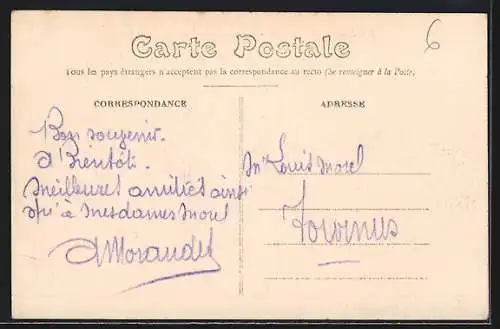 6
Carte Postale
Tous les pays étrangers n'acceptent pas la correspondance au recto (Se renseigner à la Poste)
CORRESPONDANCE
ADRESSE
Bon souvenir.
A Bientôt.
Meilleures amitiés ainsi
qu'à Mesdames Morel
AMoraudet
Mr Louis Morel
Tournus